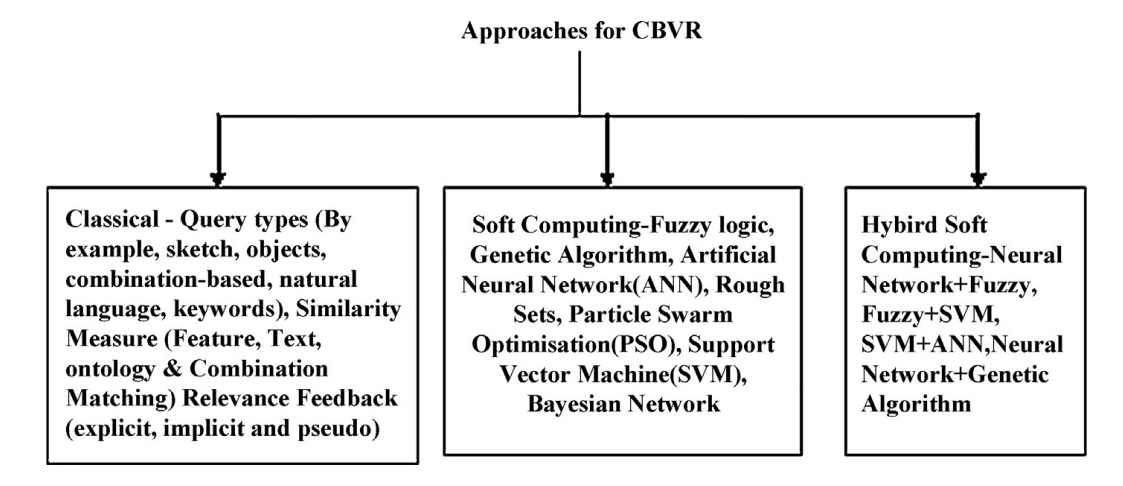 Approaches for CBVR
Classical - Query types (By
example, sketch, objects,
combination-based, natural
language, keywords), Similarity
Measure (Feature, Text,
ontology & Combination
Matching) Relevance Feedback
(explicit, implicit and pseudo)
Soft Computing-Fuzzy logic,
Genetic Algorithm, Artificial
Neural Network(ANN), Rough
Sets, Particle Swarm
Optimisation(PSO), Support
Vector Machine(SVM),
Bayesian Network
Hybird Soft
Computing-Neural
Network+Fuzzy,
Fuzzy+SVM,
SVM+ANN,Neural
Network+Genetic
Algorithm